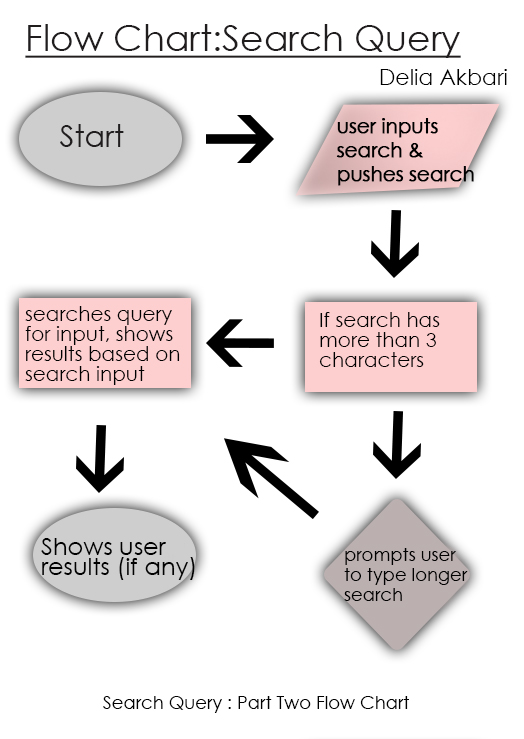 Flow Chart:Search Query
Delia Akbari
Start
user inputs
search &
pushes search
If search has
more than 3
characters
searches query
for input, shows
results based on
search input
Shows user
results (if any)
prompts user
to type longer
search
Search Query : Part Two Flow Chart